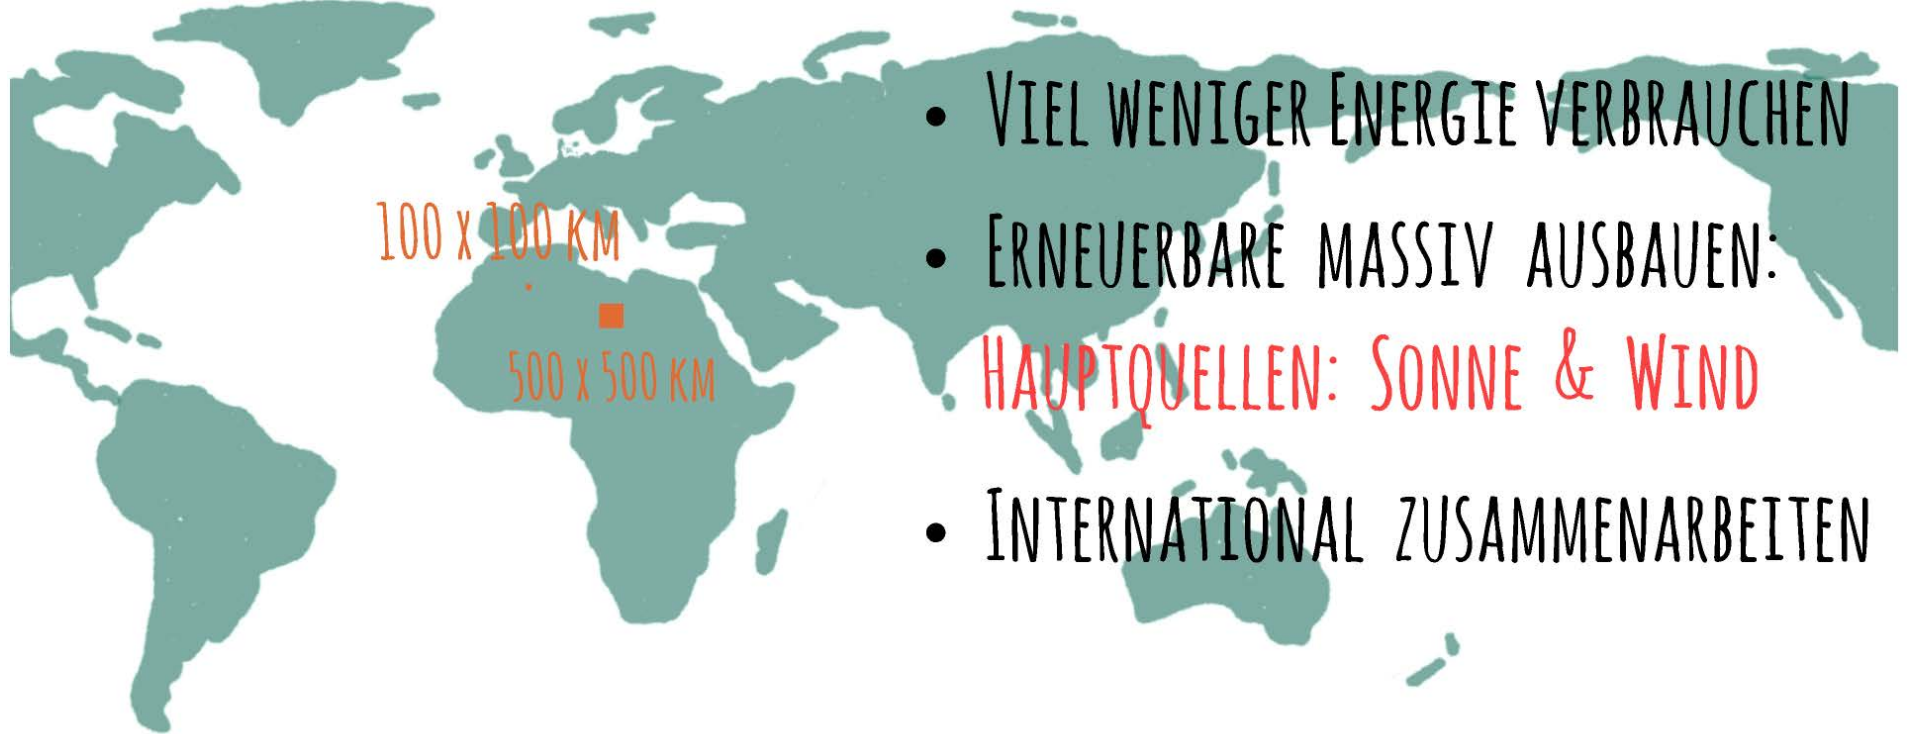 • Viel weniger Energie verbrauchen
100 x 100 km
• Erneuerbare massiv ausbauen:
500 x 500 km
Hauptquellen: Sonne & Wind
• International zusammenarbeiten